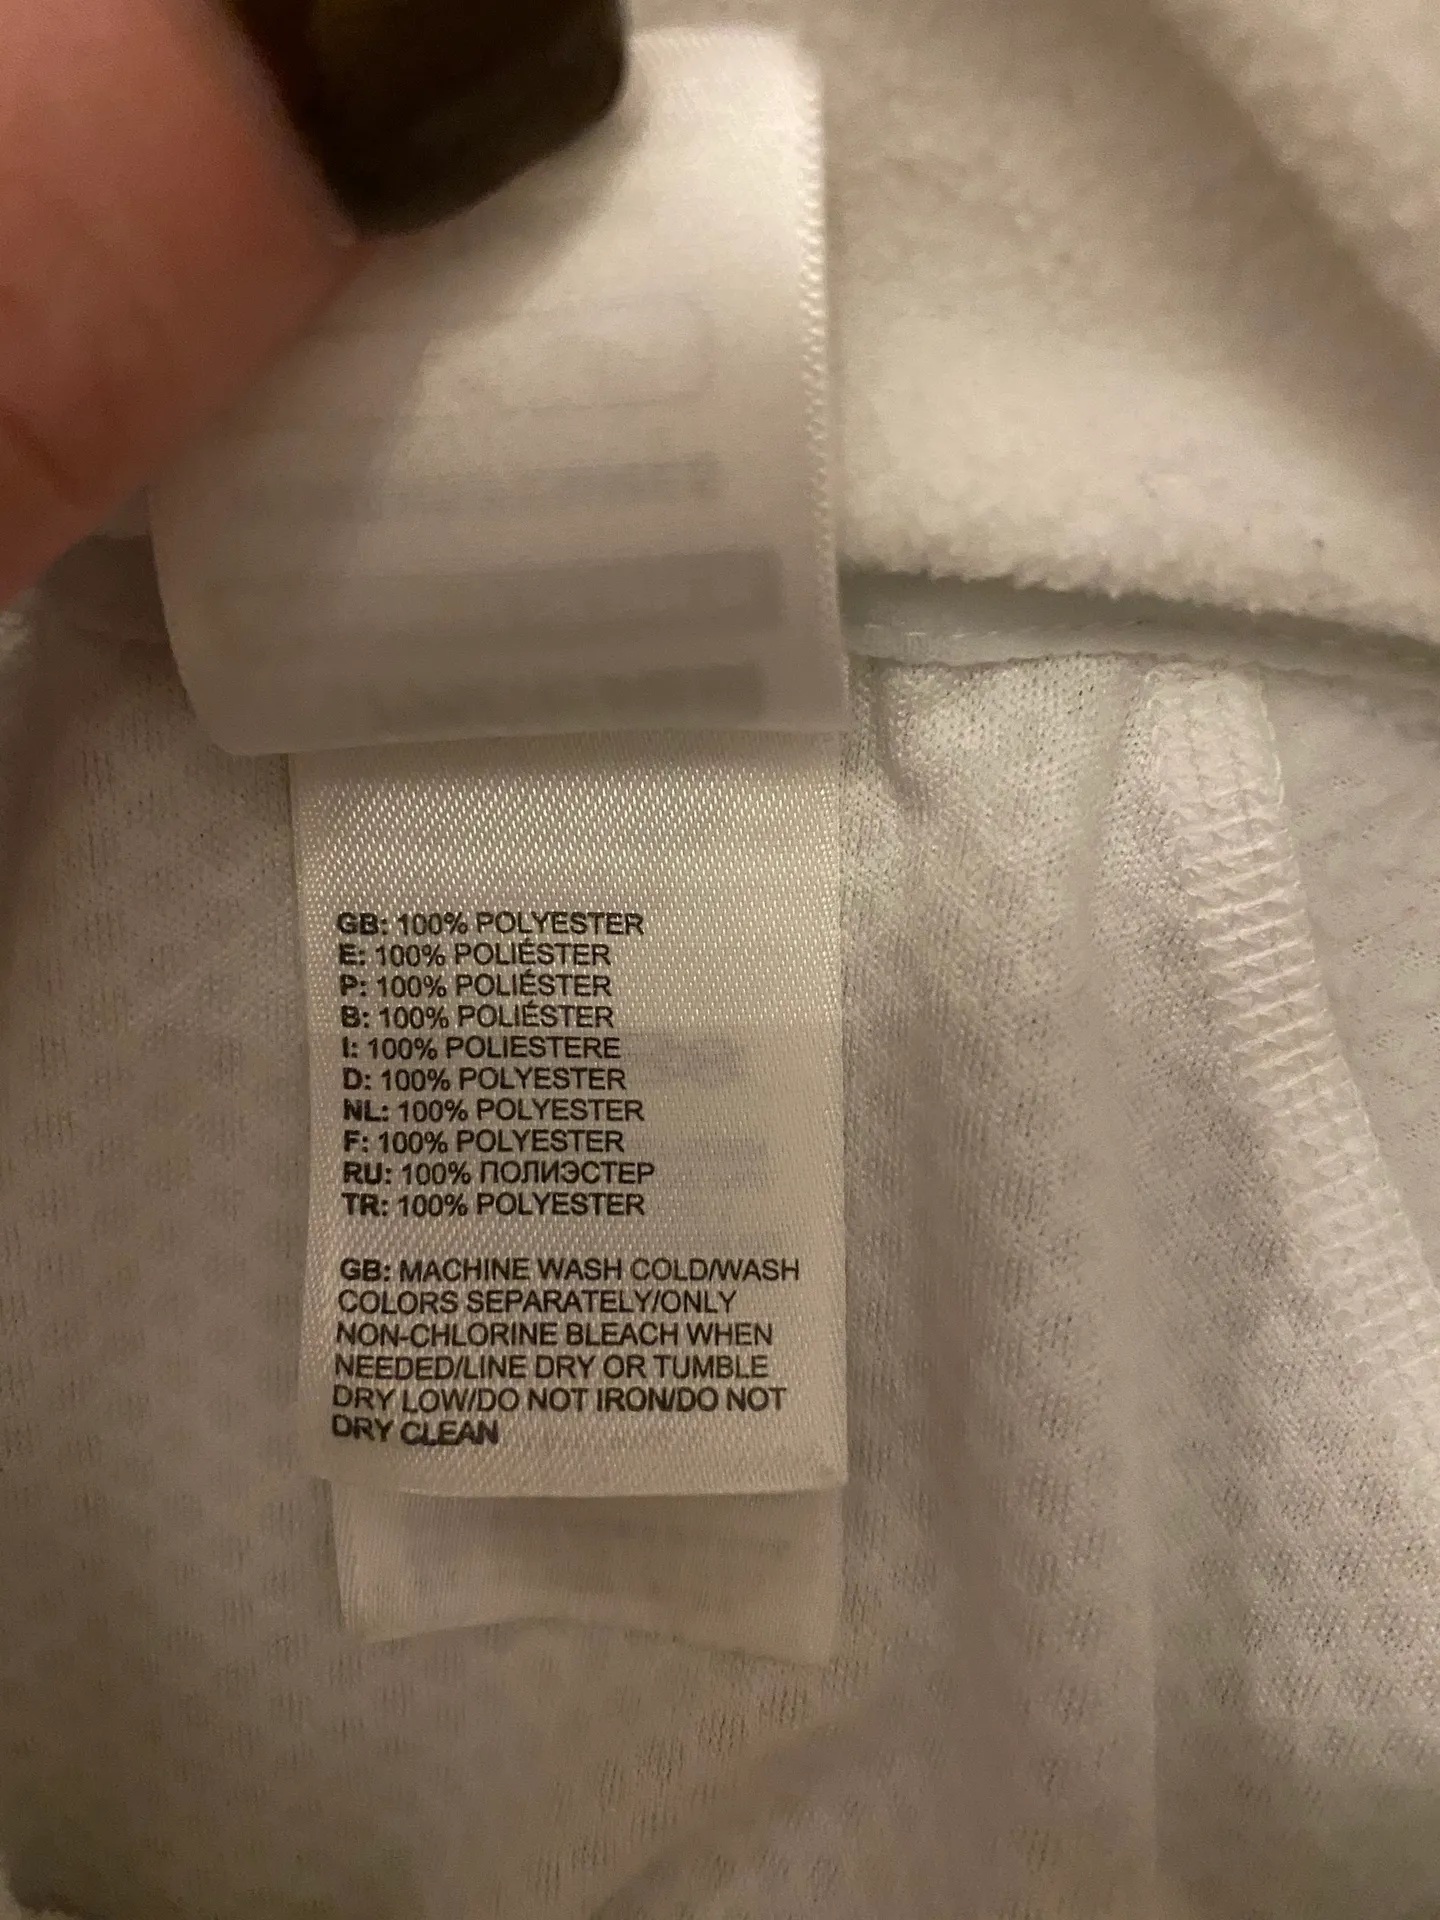 GB: 100% POLYESTER
E: 100% POLIÉSTER
P: 100% POLIÉSTER
B: 100% POLIÉSTER
I: 100% POLIESTERE
D: 100% POLYESTER
NL: 100% POLYESTER
F: 100% POLYESTER
RU: 100% ПОЛИЭСТЕР
TR: 100% POLYESTER
GB: MACHINE WASH COLD/WASH
COLORS SEPARATELY/ONLY
NON-CHLORINE BLEACH WHEN
NEEDED/LINE DRY OR TUMBLE
DRY LOW/DO NOT IRON/DO NOT
DRY CLEAN